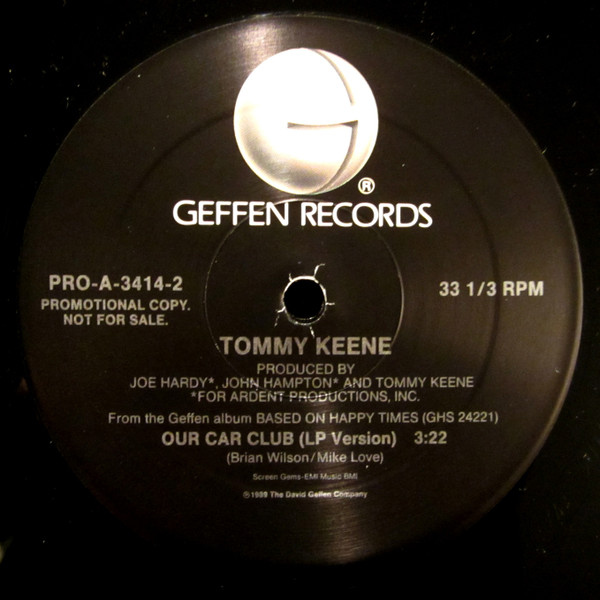 ®
GEFFEN RECORDS
PRO-A-3414-2
PROMOTIONAL COPY.
NOT FOR SALE.
33 1/3 RPM
TOMMY KEENE
PRODUCED BY
JOE HARDY*, JOHN HAMPTON* AND TOMMY KEENE
*FOR ARDENT PRODUCTIONS, INC.
From the Geffen album BASED ON HAPPY TIMES (GHS 24221)
OUR CAR CLUB (LP Version) 3:22
(Brian Wilson/Mike Love)
Screen Gems-EMI Music BMI
℗1989 The David Geffen Company